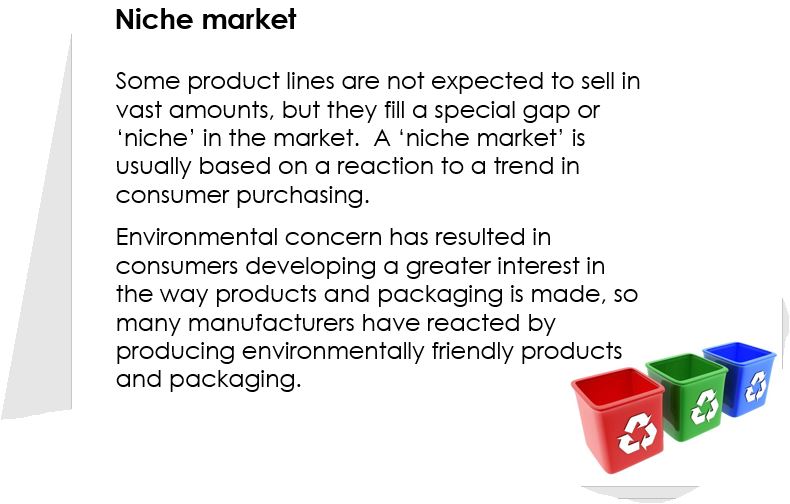 Niche market
Some product lines are not expected to sell in
vast amounts, but they fill a special gap or
‘niche’ in the market.  A ‘niche market’ is
usually based on a reaction to a trend in
consumer purchasing.
Environmental concern has resulted in
consumers developing a greater interest in
the way products and packaging is made, so
many manufacturers have reacted by
producing environmentally friendly products
and packaging.